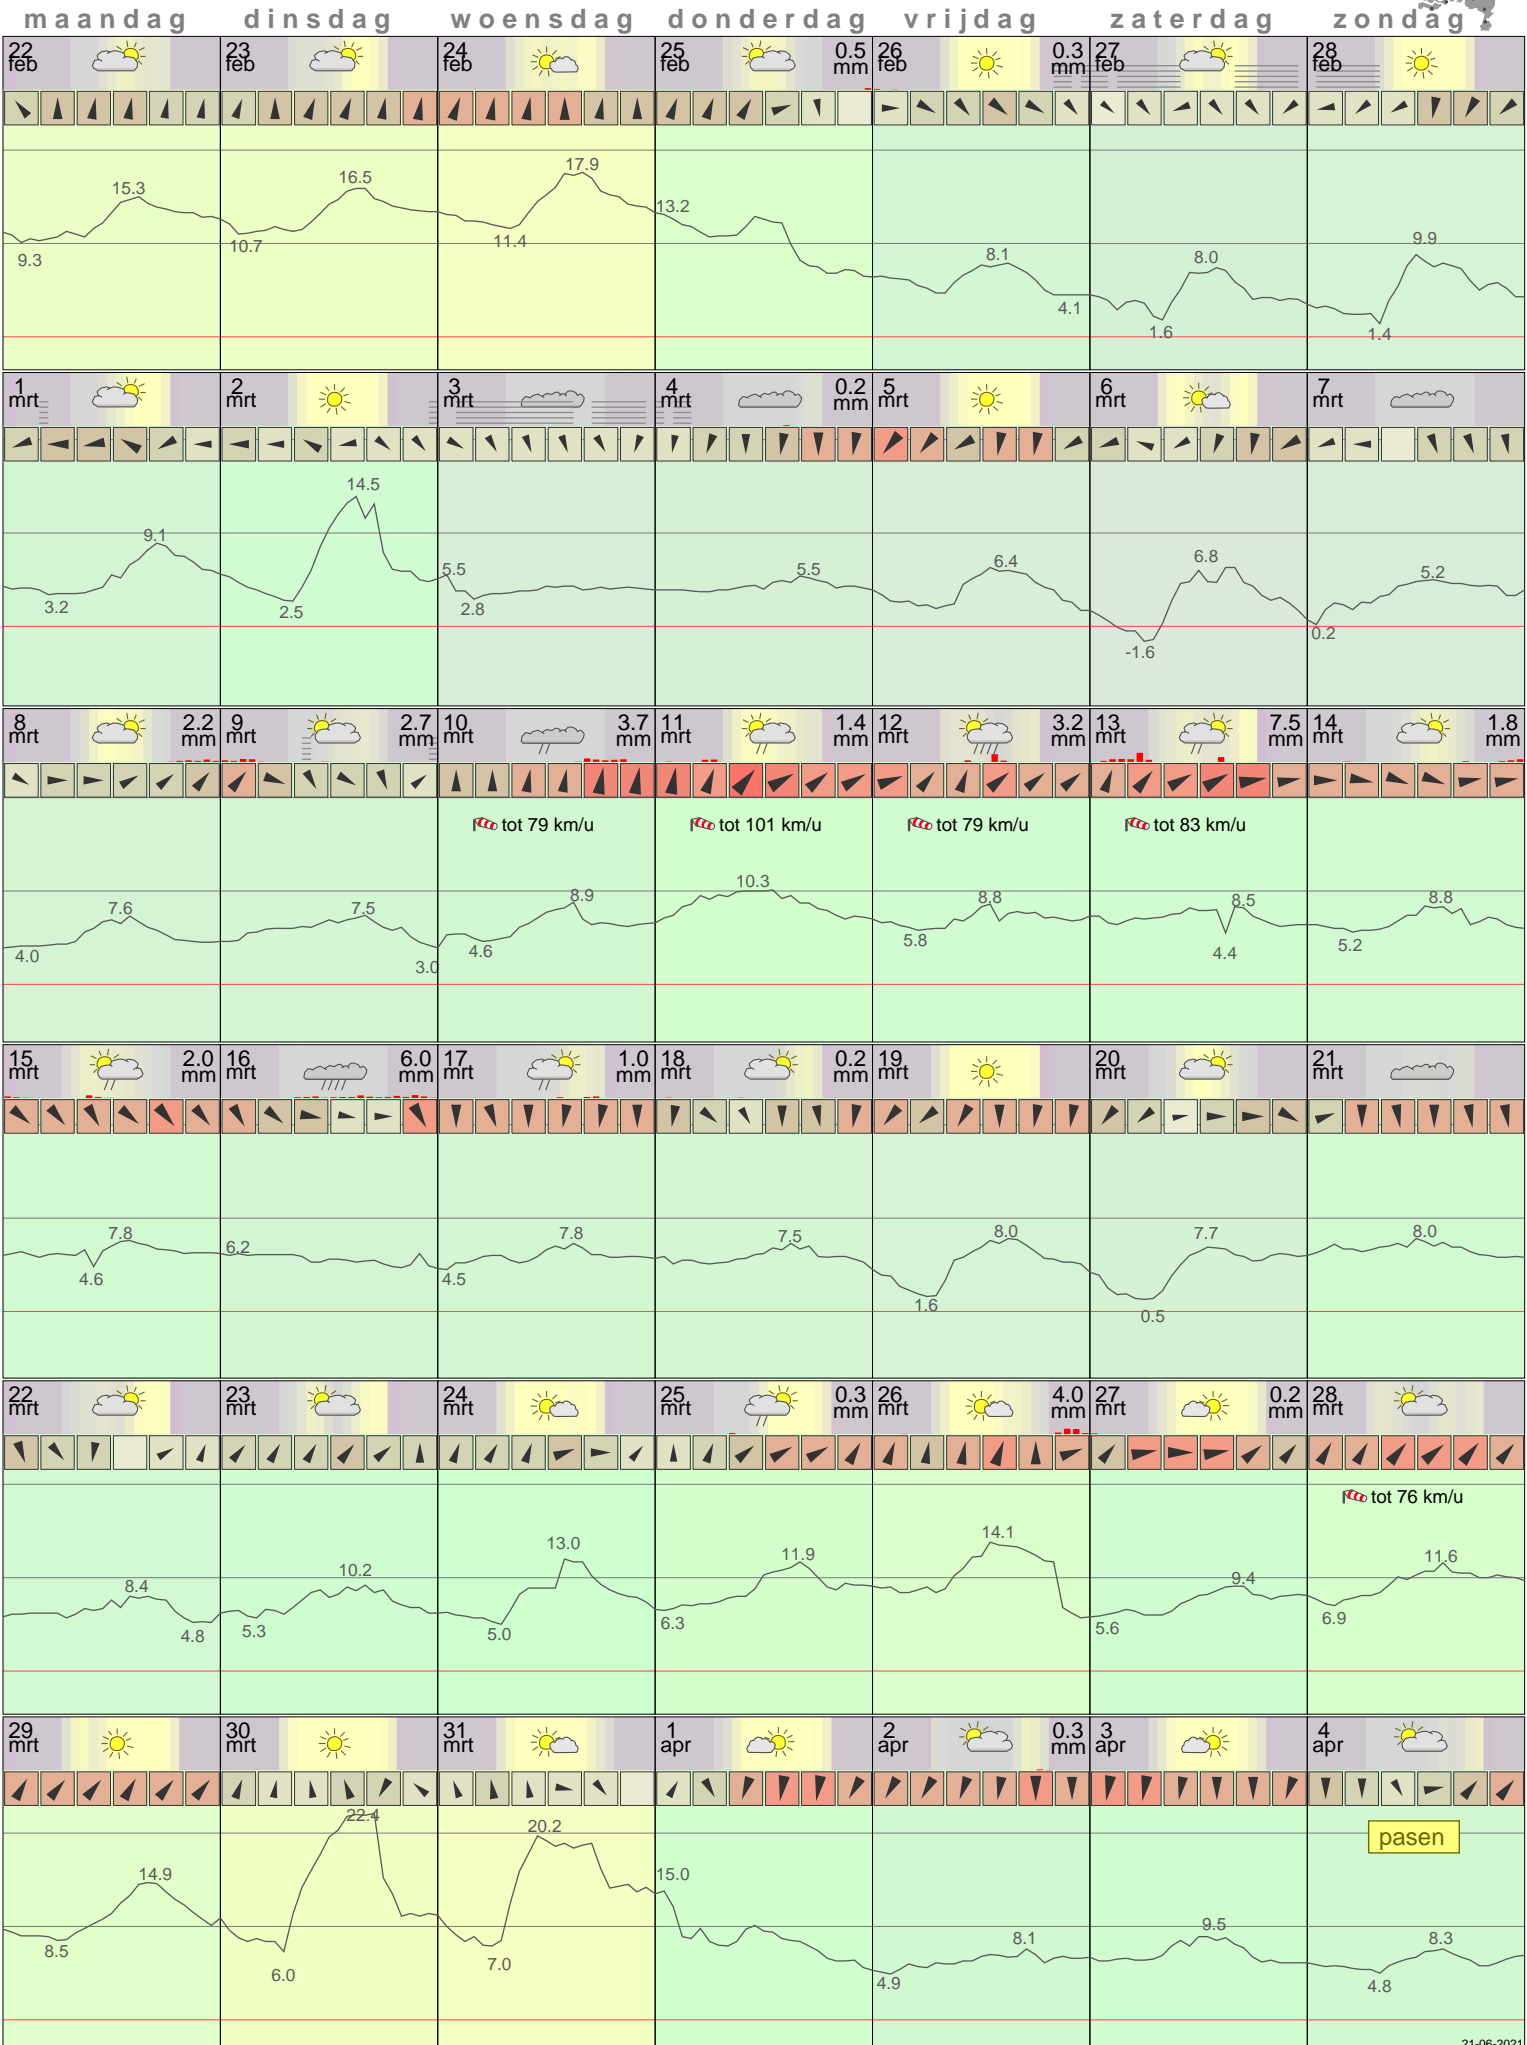 maandag dinsdag woensdag donderdag vrijdag zaterdag zondag
22 feb 23 feb 24 feb 25 feb 0.5 mm 26 feb 0.3 mm 27 feb 28 feb
15.3 9.3 16.5 10.7 17.9 11.4 13.2 8.1 4.1 8.0 1.6 9.9 1.4
1 mrt 2 mrt 3 mrt 4 mrt 0.2 mm 5 mrt 6 mrt 7 mrt
9.1 3.2 14.5 2.5 5.5 2.8 5.5 6.4 6.8 -1.6 5.2 0.2
8 mrt 2.2 mm 9 mrt 2.7 mm 10 mrt 3.7 mm 11 mrt 1.4 mm 12 mrt 3.2 mm 13 mrt 7.5 mm 14 mrt 1.8 mm
tot 79 km/u tot 101 km/u tot 79 km/u tot 83 km/u
7.6 4.0 7.5 3.0 8.9 4.6 10.3 8.8 5.8 8.5 4.4 8.8 5.2
15 mrt 2.0 mm 16 mrt 6.0 mm 17 mrt 1.0 mm 18 mrt 0.2 mm 19 mrt 20 mrt 21 mrt
7.8 4.6 6.2 7.8 4.5 7.5 8.0 1.6 7.7 0.5 8.0
22 mrt 23 mrt 24 mrt 25 mrt 0.3 mm 26 mrt 4.0 mm 27 mrt 0.2 mm 28 mrt
tot 76 km/u
8.4 4.8 10.2 5.3 13.0 5.0 11.9 6.3 14.1 9.4 5.6 11.6 6.9
29 mrt 30 mrt 31 mrt 1 apr 2 apr 0.3 mm 3 apr 4 apr
pasen
14.9 8.5 22.4 6.0 20.2 7.0 15.0 8.1 4.9 9.5 8.3 4.8
21-06-2021